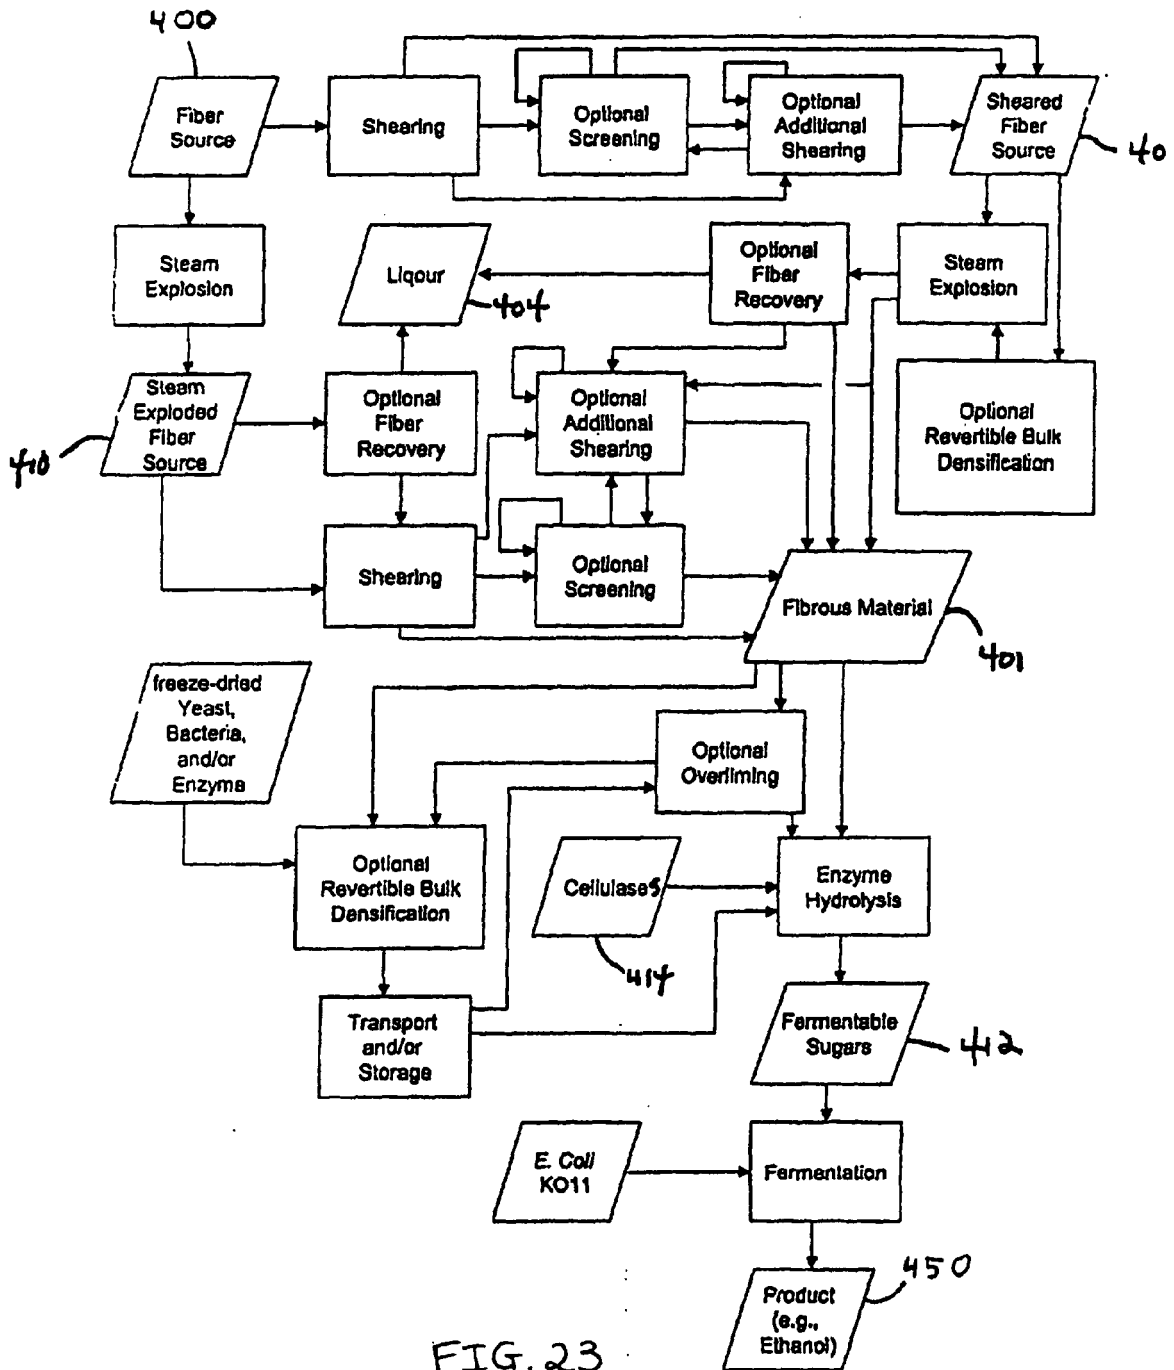 400
Fiber
Source
Shearing
Optional
Screening
Optional
Additional
Shearing
Sheared
Fiber
Source
40
Steam
Explosion
Liqour
404
Optional
Fiber
Recovery
Steam
Explosion
Steam
Exploded
Fiber
Source
410
Optional
Fiber
Recovery
Optional
Additional
Shearing
Optional
Revertible Bulk
Densification
Shearing
Optional
Screening
Fibrous Material
401
freeze-dried
Yeast,
Bacteria,
and/or
Enzyme
Optional
Overliming
Optional
Revertible Bulk
Densification
Cellulases
414
Enzyme
Hydrolysis
Transport
and/or
Storage
Fermentable
Sugars
412
E. Coli
KO11
Fermentation
450
Product
(e.g.,
Ethanol)
FIG. 23